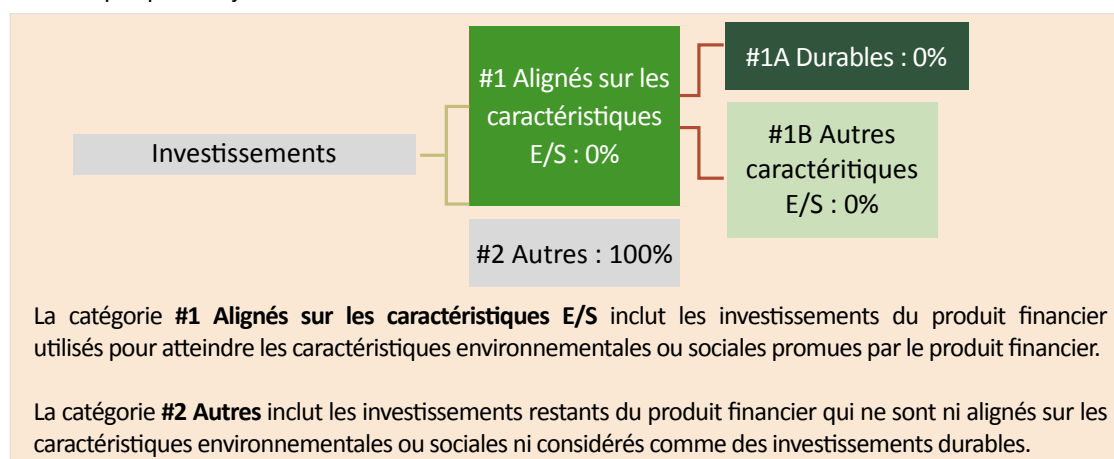 #1A Durables : 0%
#1 Alignés sur les
caractéristiques
E/S : 0%
#1B Autres
caractéritiques
E/S : 0%
Investissements
#2 Autres : 100%
La catégorie #1 Alignés sur les caractéristiques E/S inclut les investissements du produit financier
utilisés pour atteindre les caractéristiques environnementales ou sociales promues par le produit financier.
La catégorie #2 Autres inclut les investissements restants du produit financier qui ne sont ni alignés sur les
caractéristiques environnementales ou sociales ni considérés comme des investissements durables.